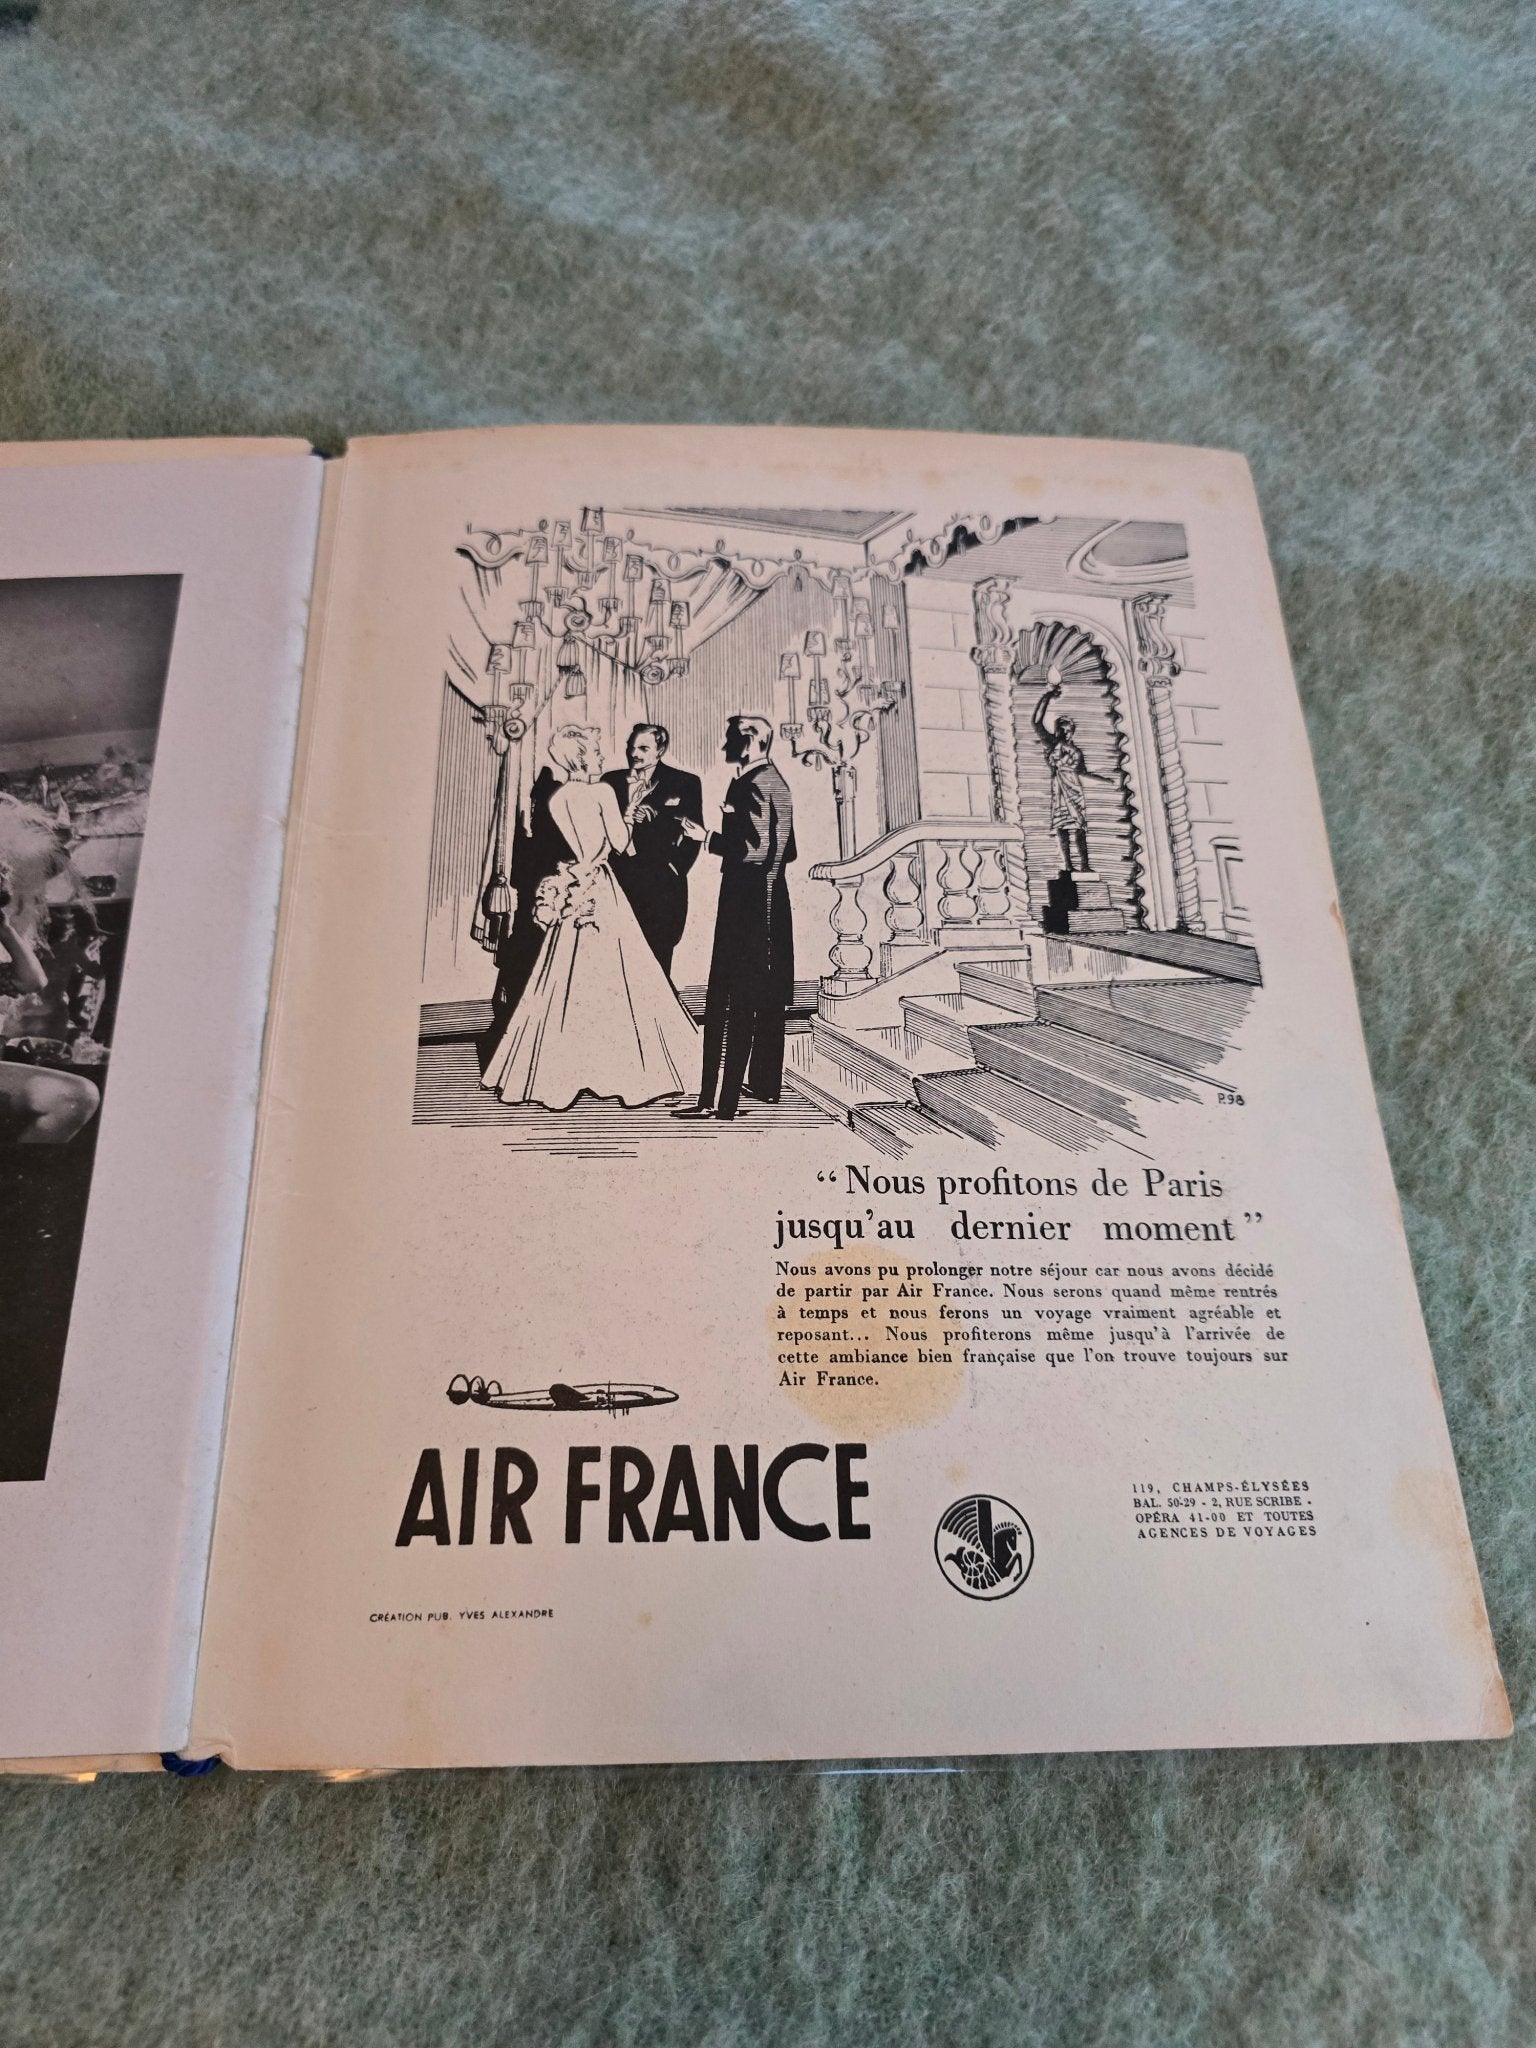 P.98
“Nous profitons de Paris
jusqu'au dernier moment”
Nous avons pu prolonger notre séjour car nous avons décidé
de partir par Air France. Nous serons quand même rentrés
à temps et nous ferons un voyage vraiment agréable et
reposant... Nous profiterons même jusqu'à l'arrivée de
cette ambiance bien française que l'on trouve toujours sur
Air France.
AIR FRANCE
119, CHAMPS-ÉLYSÉES
BAL. 50-29 - 2, RUE SCRIBE -
OPÉRA 41-00 ET TOUTES
AGENCES DE VOYAGES
CRÉATION PUB. YVES ALEXANDRE